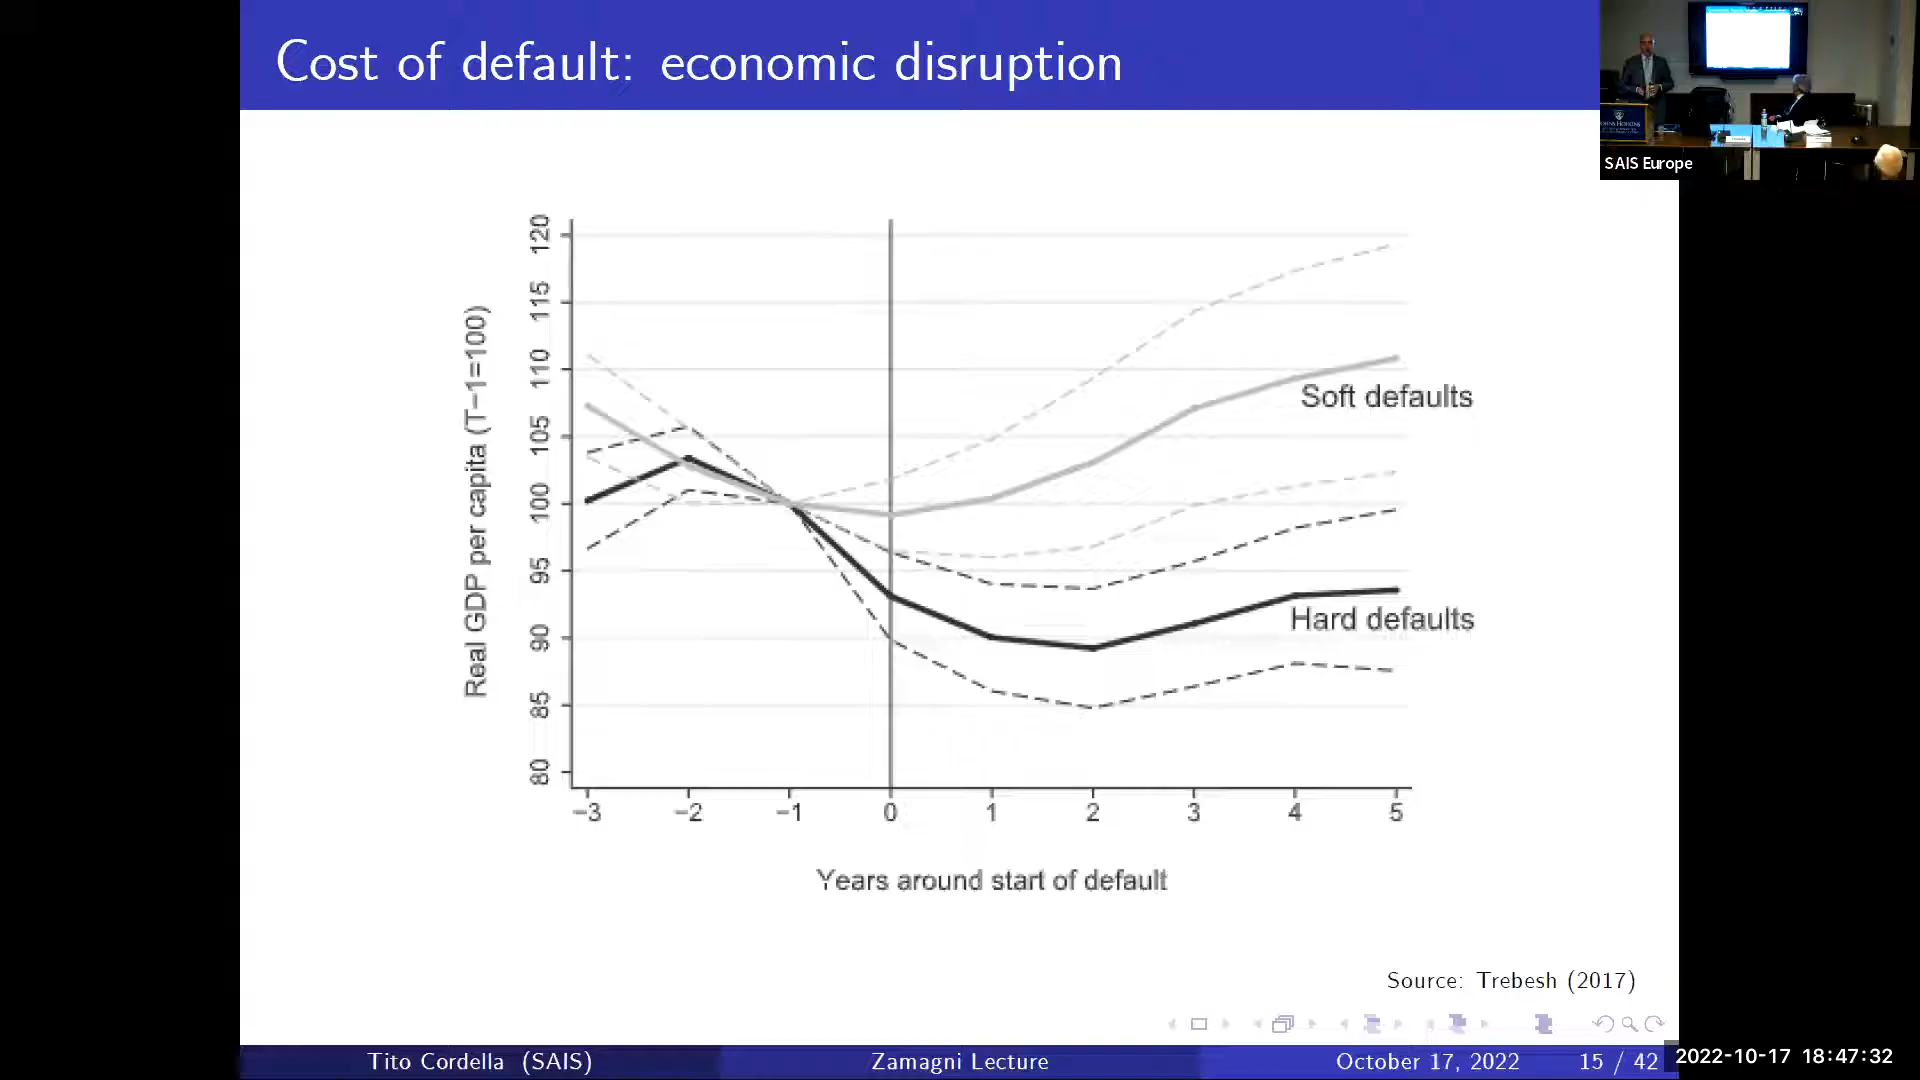 Cost of default: economic disruption
SAIS Europe
Real GDP per capita (T−1=100)
120
115
110
105
100
95
90
85
80
Soft defaults
Hard defaults
−3 −2 −1 0 1 2 3 4 5
Years around start of default
Source: Trebesh (2017)
Tito Cordella (SAIS) Zamagni Lecture October 17, 2022 15 / 42
2022-10-17 18:47:32